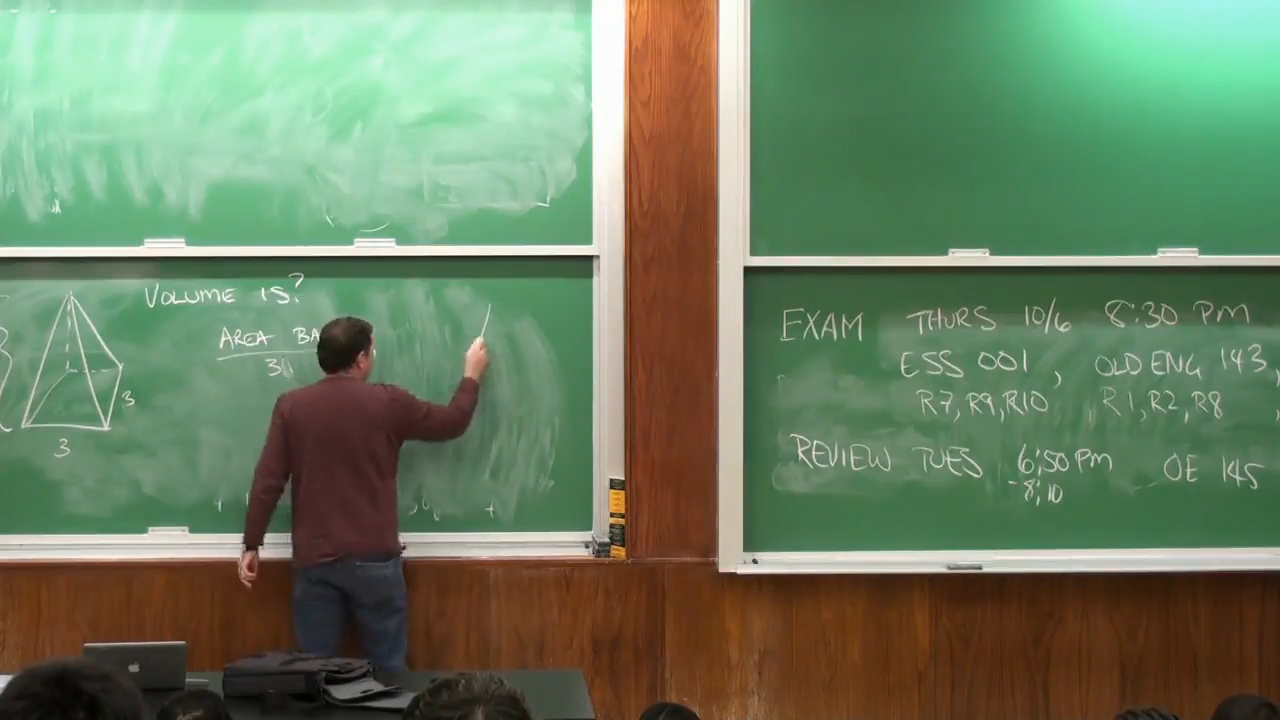 VOLUME IS?
AREA BA
3
3
EXAM THURS 10/6 8:30 PM
ESS 001, OLD ENG 143,
R7, R9, R10 R1, R2, R8
REVIEW TUES 6:50 PM OE 145
-8:10